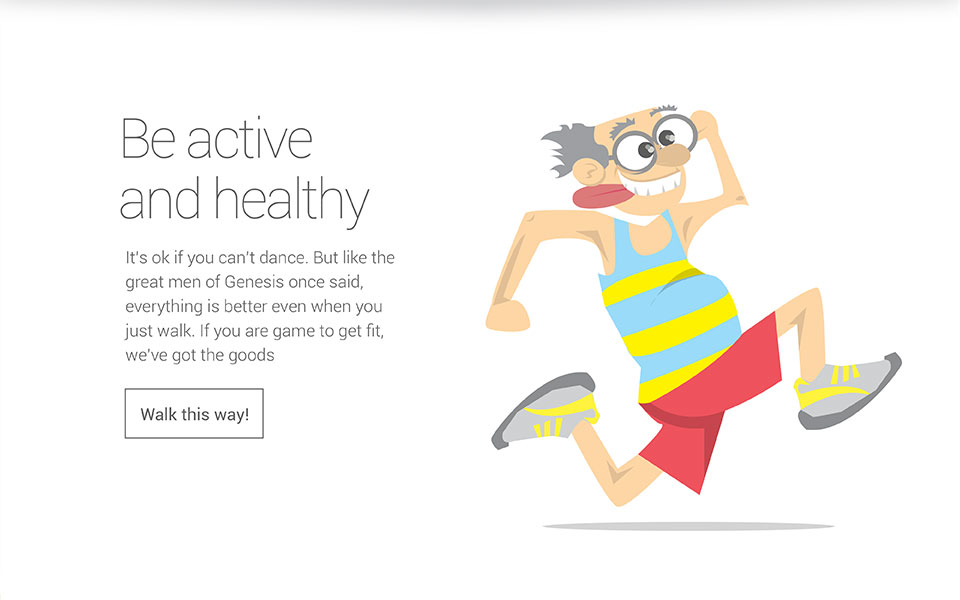 Be active
and healthy
It's ok if you can't dance. But like the
great men of Genesis once said,
everything is better even when you
just walk. If you are game to get fit,
we've got the goods
Walk this way!